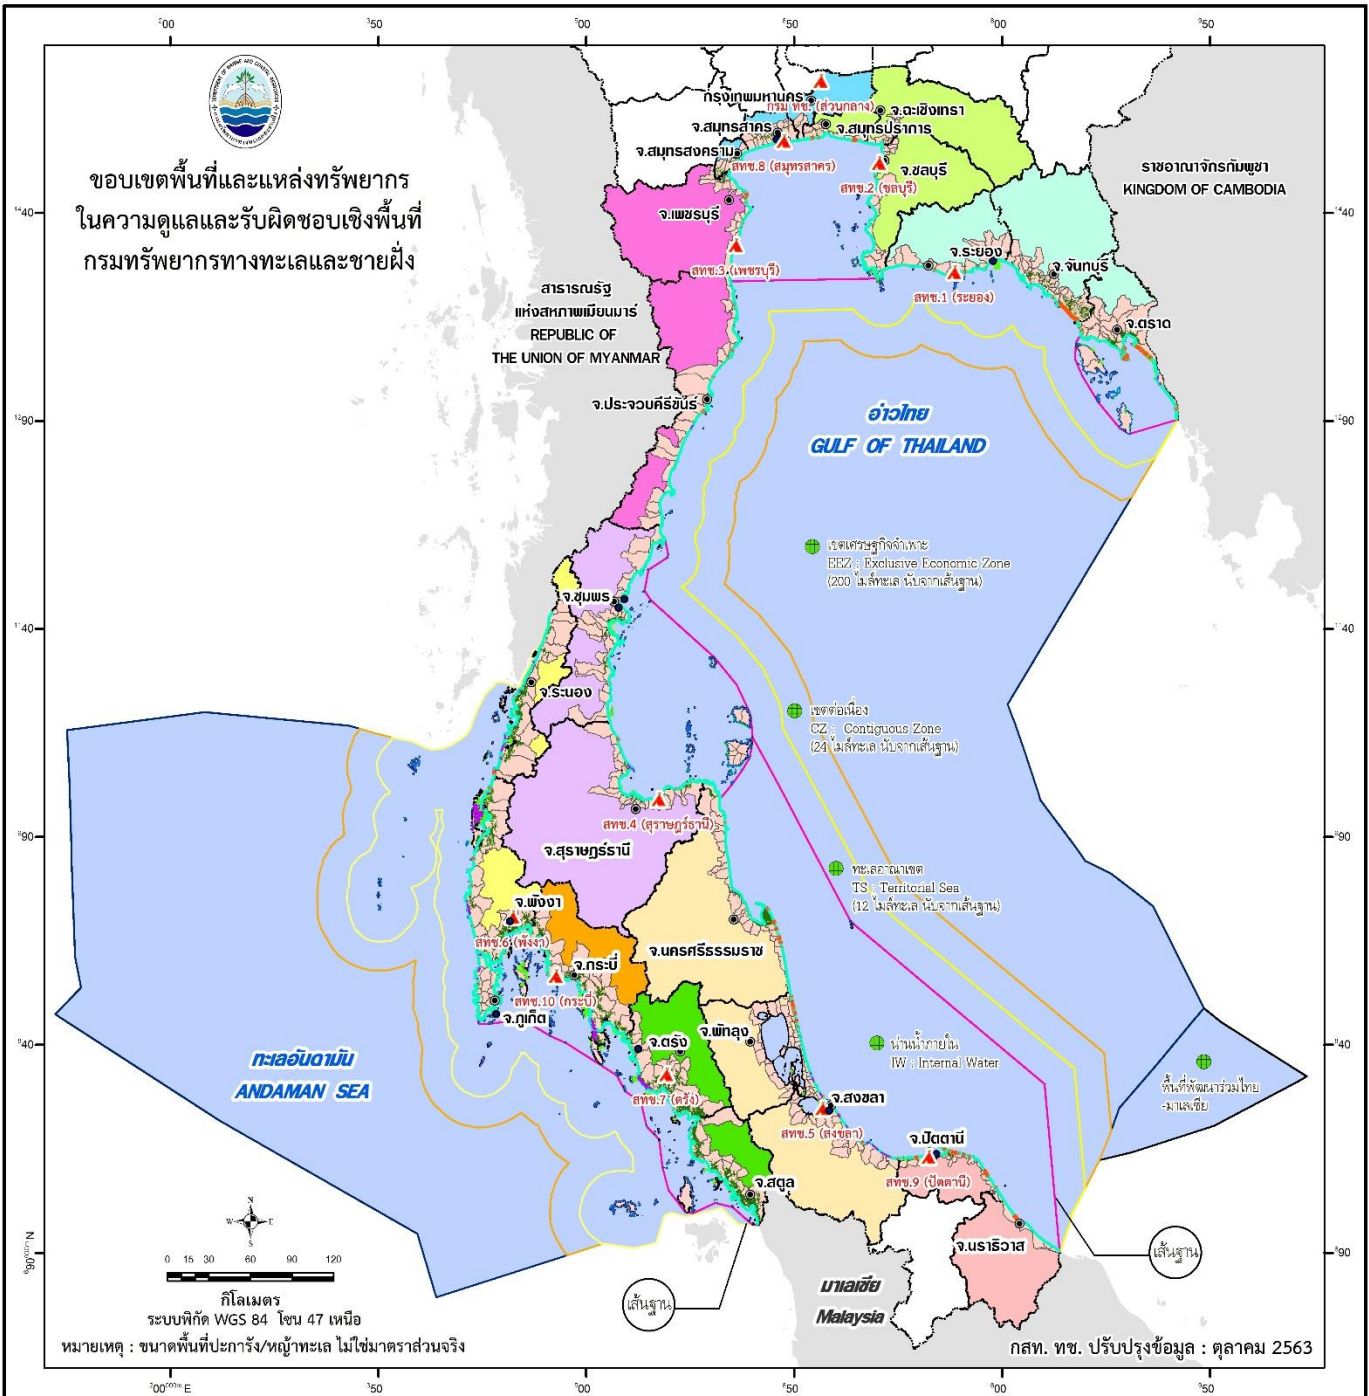 ²00
³50
⁵00
⁶50
⁸00
⁹50
DEPARTMENT OF MARINE AND COASTAL RESOURCES
ขอบเขตพื้นที่และแหล่งทรัพยากร
ในความดูแลและรับผิดชอบเชิงพื้นที่
กรมทรัพยากรทางทะเลและชายฝั่ง
กรุงเทพมหานคร
กรม ทช. (ส่วนกลาง)
จ.ฉะเชิงเทรา
จ.สมุทรสาคร
จ.สมุทรปราการ
จ.สมุทรสงคราม
สทช.8 (สมุทรสาคร)
จ.ชลบุรี
สทช.2 (ชลบุรี)
ราชอาณาจักรกัมพูชา
KINGDOM OF CAMBODIA
¹⁴40
¹⁴40
จ.เพชรบุรี
สทช.3 (เพชรบุรี)
จ.ระยอง
จ.จันทบุรี
สทช.1 (ระยอง)
จ.ตราด
สาธารณรัฐ
แห่งสหภาพเมียนมาร์
REPUBLIC OF
THE UNION OF MYANMAR
จ.ประจวบคีรีขันธ์
อ่าวไทย
GULF OF THAILAND
¹²90
¹²90
เขตเศรษฐกิจจำเพาะ
EEZ : Exclusive Economic Zone
(200 ไมล์ทะเล นับจากเส้นฐาน)
จ.ชุมพร
¹¹40
¹¹40
จ.ระนอง
เขตต่อเนื่อง
CZ : Contiguous Zone
(24 ไมล์ทะเล นับจากเส้นฐาน)
สทช.4 (สุราษฎร์ธานี)
จ.สุราษฎร์ธานี
⁹90
⁹90
ทะเลอาณาเขต
TS : Territorial Sea
(12 ไมล์ทะเล นับจากเส้นฐาน)
จ.พังงา
สทช.6 (พังงา)
จ.นครศรีธรรมราช
จ.กระบี่
สทช.10 (กระบี่)
จ.ภูเก็ต
จ.ตรัง
จ.พัทลุง
น่านน้ำภายใน
IW : Internal Water
⁸40
⁸40
ทะเลอันดามัน
ANDAMAN SEA
สทช.7 (ตรัง)
จ.สงขลา
สทช.5 (สงขลา)
พื้นที่พัฒนาร่วมไทย
-มาเลเซีย
จ.ปัตตานี
สทช.9 (ปัตตานี)
จ.สตูล
จ.นราธิวาส
เส้นฐาน
เส้นฐาน
⁶90⁰⁰⁰ᵐN
⁶90
N
W
E
S
0 15 30 60 90 120
กิโลเมตร
ระบบพิกัด WGS 84 โซน 47 เหนือ
หมายเหตุ : ขนาดพื้นที่ปะการัง/หญ้าทะเล ไม่ใช่มาตราส่วนจริง
มาเลเซีย
Malaysia
กสท. ทช. ปรับปรุงข้อมูล : ตุลาคม 2563
²00⁰⁰⁰ᵐE
³50
⁵00
⁶50
⁸00
⁹50